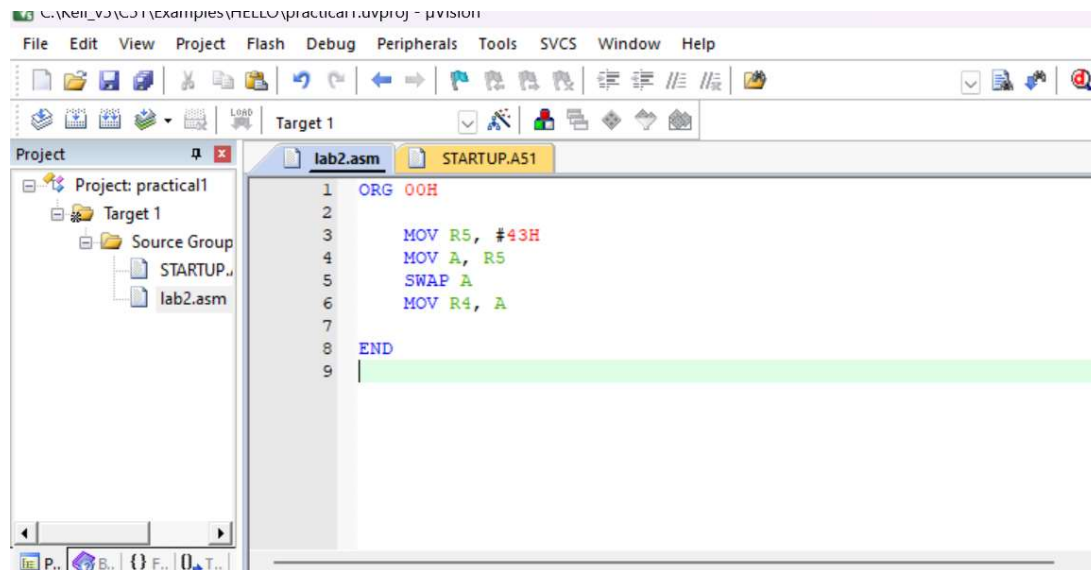 C:\Keil_v5\C51\Examples\HELLO\practical1.uvproj - µVision
File Edit View Project Flash Debug Peripherals Tools SVCS Window Help
LOAD Target 1
Project
lab2.asm STARTUP.A51
Project: practical1
Target 1
Source Group
STARTUP.
lab2.asm
1 ORG 00H
2
3 MOV R5, #43H
4 MOV A, R5
5 SWAP A
6 MOV R4, A
7
8 END
9
P.. B.. {} F.. 0 T..